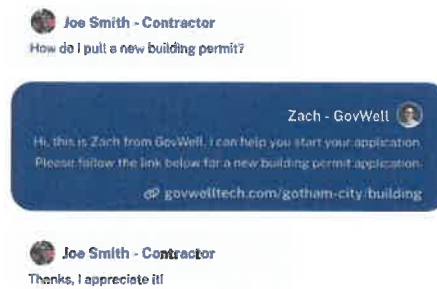 Joe Smith - Contractor
How do I pull a new building permit?
Zach - GovWell
Hi, this is Zach from GovWell, I can help you start your application.
Please follow the link below for a new building permit application.
govwelltech.com/gotham-city/building
Joe Smith - Contractor
Thanks, I appreciate it!